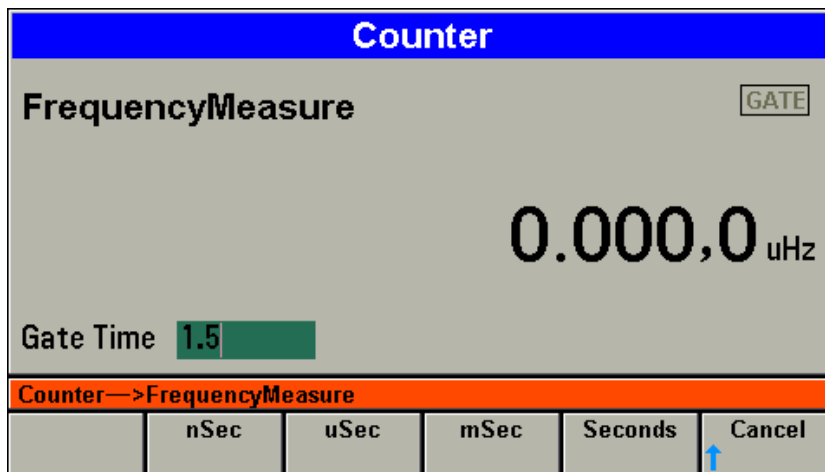 Counter
FrequencyMeasure
GATE
0.000,0 uHz
Gate Time 1.5
Counter—>FrequencyMeasure
nSec uSec mSec Seconds Cancel